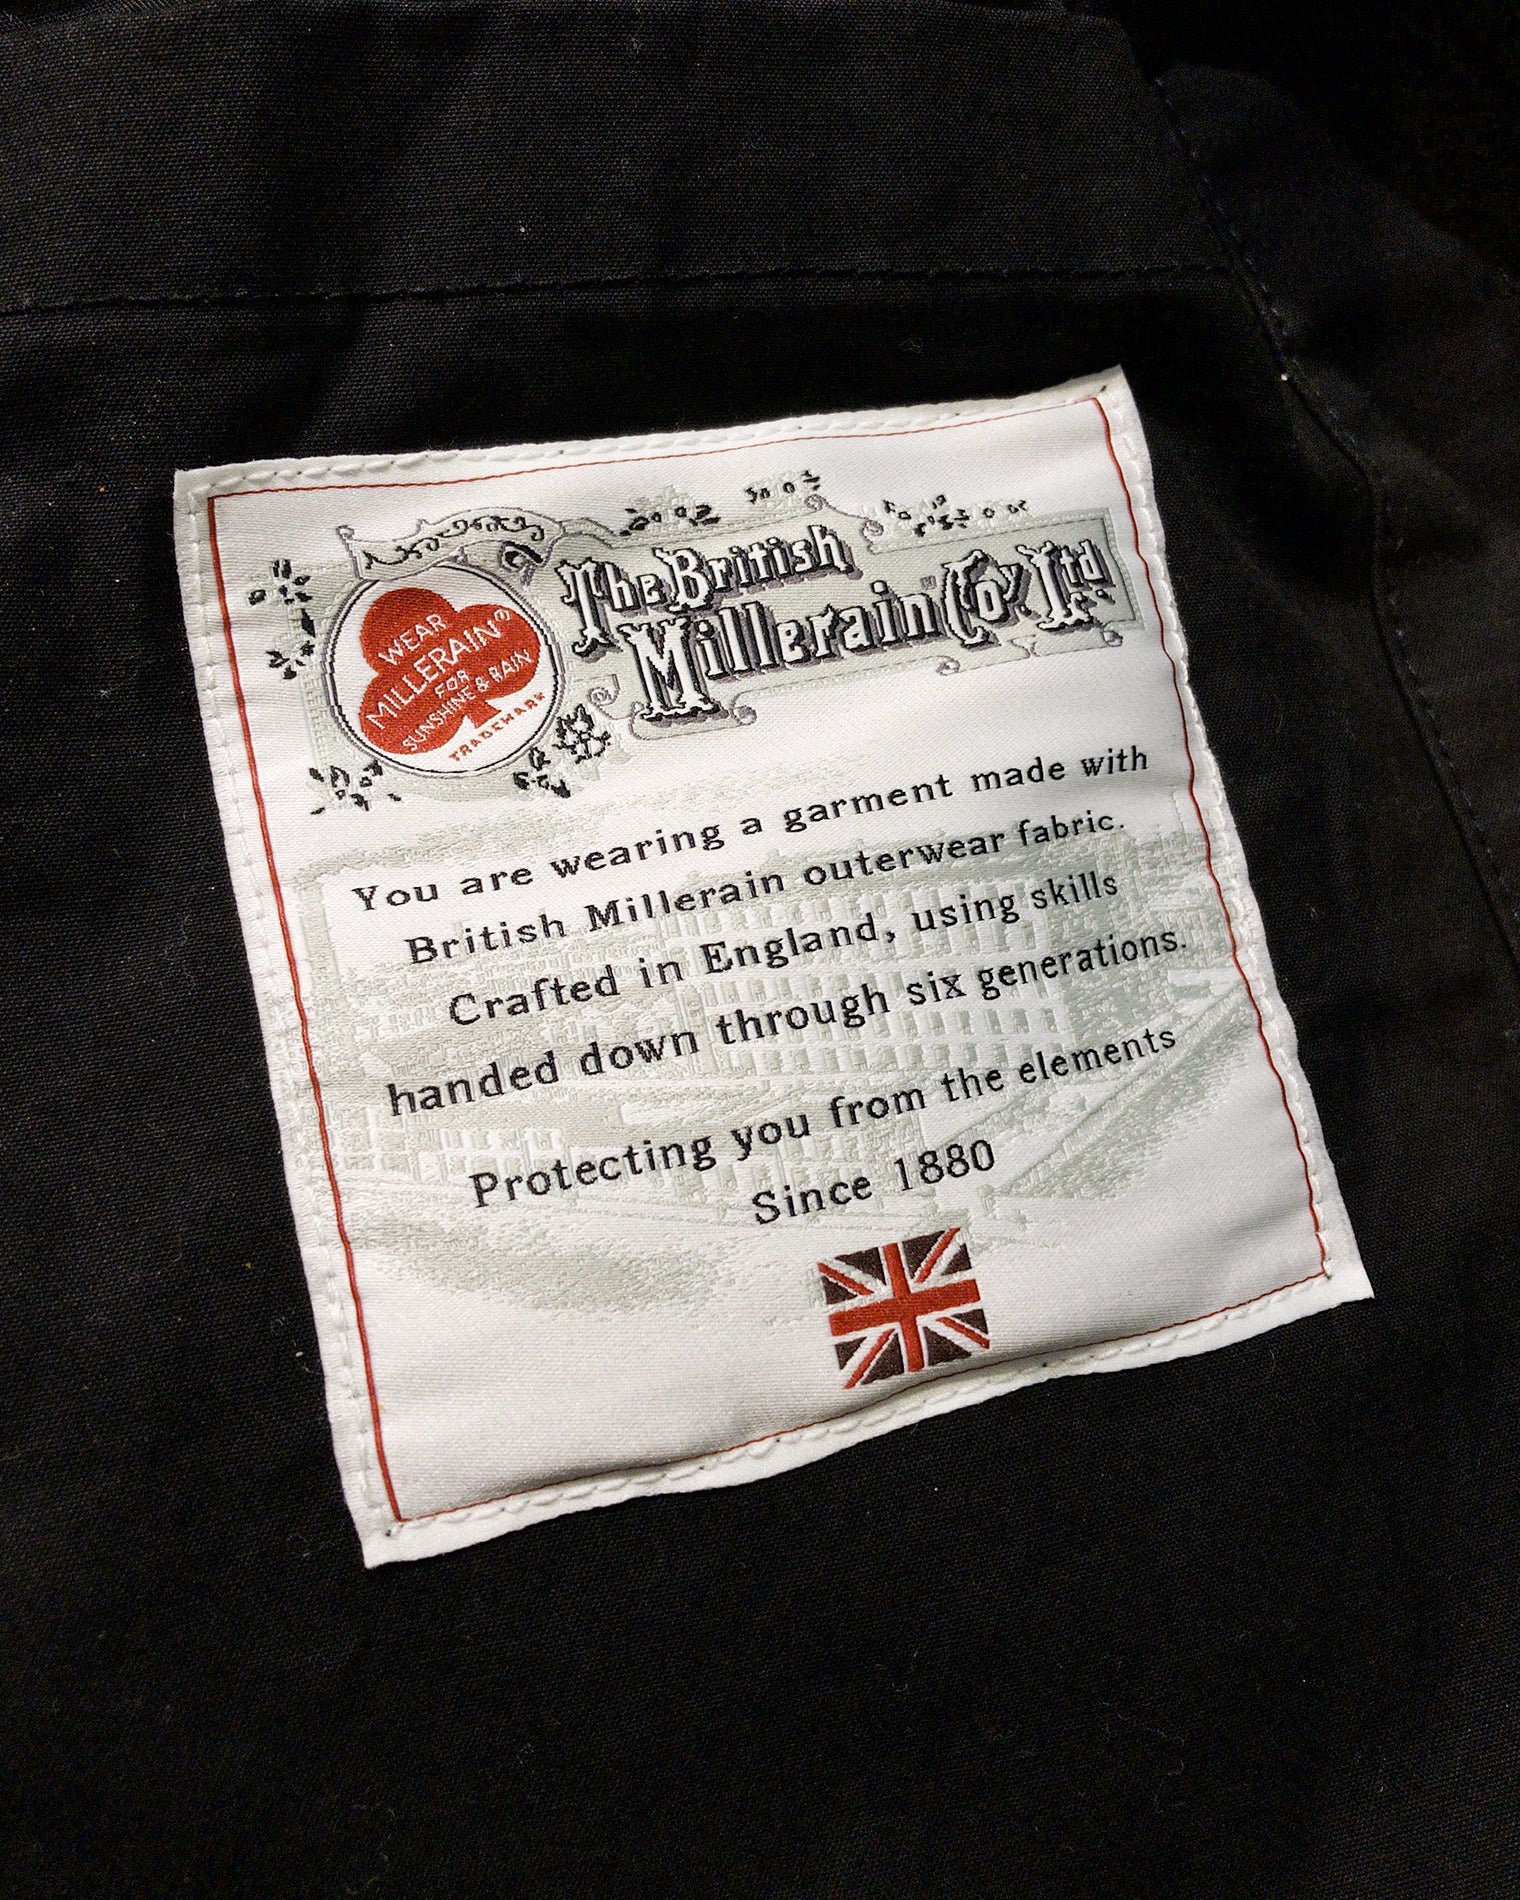 WEAR
MILLERAIN®
FOR
SUNSHINE & RAIN
TRADEMARK
The British
Millerain Coy Ltd
You are wearing a garment made with
British Millerain outerwear fabric.
Crafted in England, using skills
handed down through six generations.
Protecting you from the elements
Since 1880